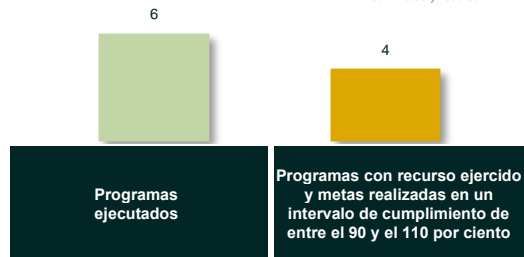 6
4
Programas
ejecutados
Programas con recurso ejercido
y metas realizadas en un
intervalo de cumplimiento de
entre el 90 y el 110 por ciento